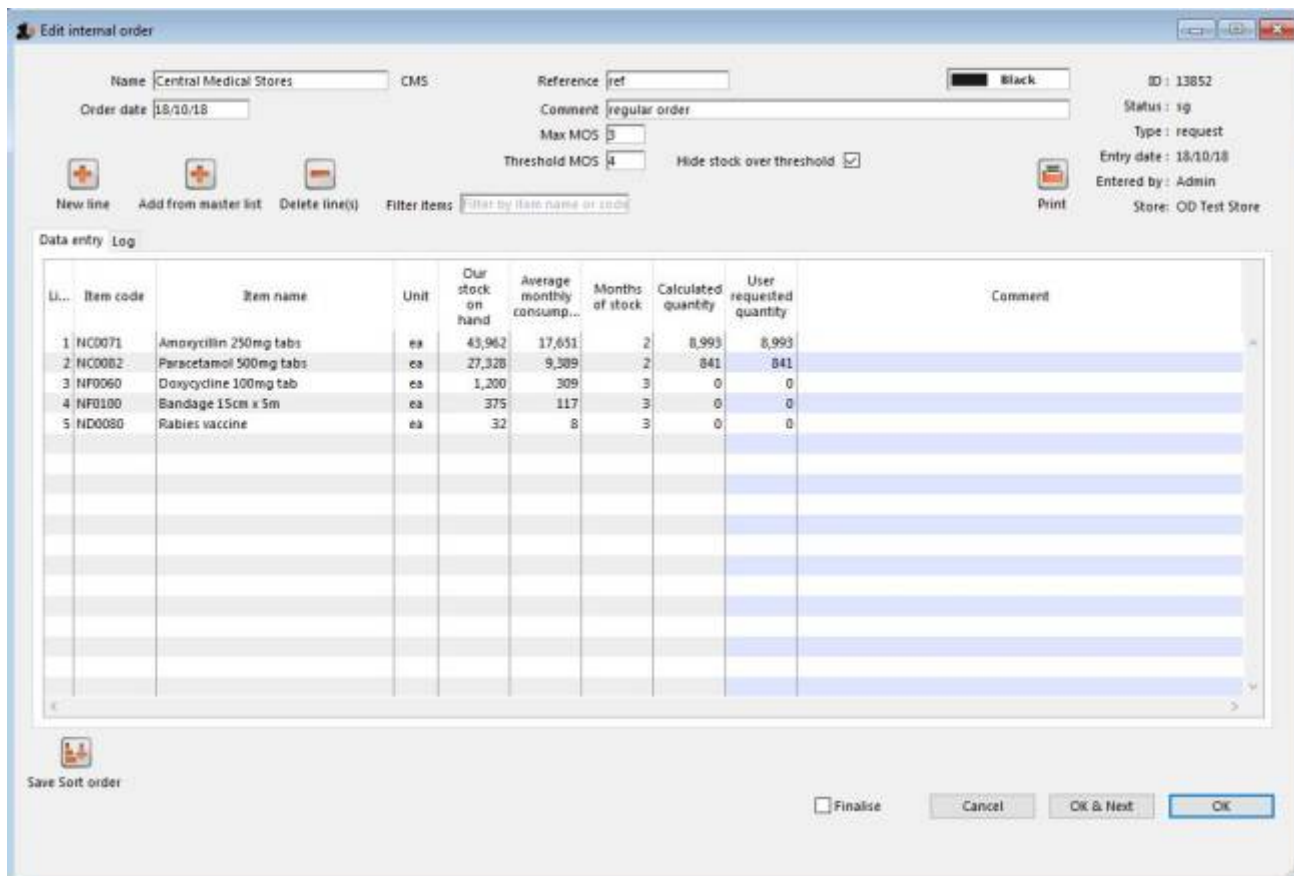 Edit internal order
Name Central Medical Stores CMS Reference ref Black ID : 13852
Order date 18/10/18 Comment regular order Status : sg
Max MOS 3 Type : request
Threshold MOS 4 Hide stock over threshold Entry date : 18/10/18
Entered by : Admin
New line Add from master list Delete line(s) Filter items Filter by item name or code Print Store: OD Test Store
Data entry Log
Li... Item code Item name Unit Our stock on hand Average monthly consump... Months of stock Calculated quantity User requested quantity Comment
1 NC0071 Amoxycillin 250mg tabs ea 43,962 17,651 2 8,993 8,993
2 NC0082 Paracetamol 500mg tabs ea 27,328 9,389 2 841 841
3 NF0060 Doxycycline 100mg tab ea 1,200 309 3 0 0
4 NF0100 Bandage 15cm x 5m ea 375 117 3 0 0
5 ND0080 Rabies vaccine ea 32 8 3 0 0
Save Sort order
Finalise Cancel OK & Next OK